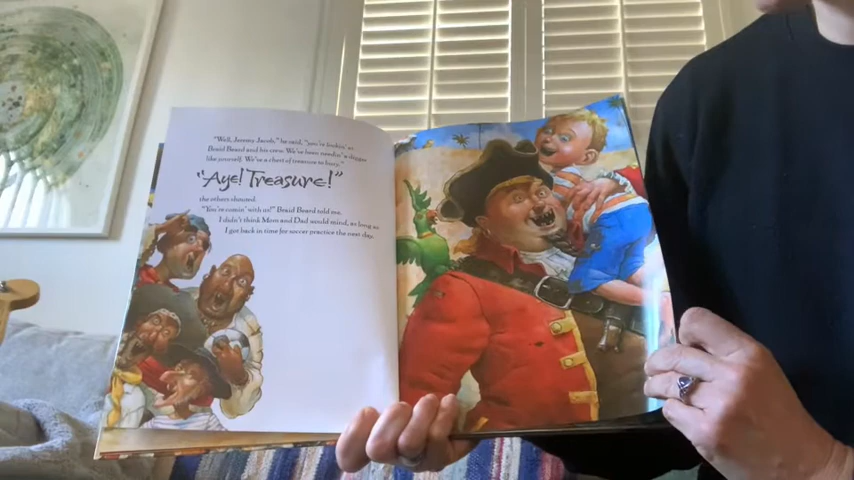 "Well, Jeremy Jacob," he said, "you're lookin' at
Braid Beard and his crew. We've been needin' a digger
like yourself. We've a chest of treasure to bury."
"Aye! Treasure!"
the others shouted.
"You're comin' with us!" Braid Beard told me.
I didn't think Mom and Dad would mind, as long as
I got back in time for soccer practice the next day.